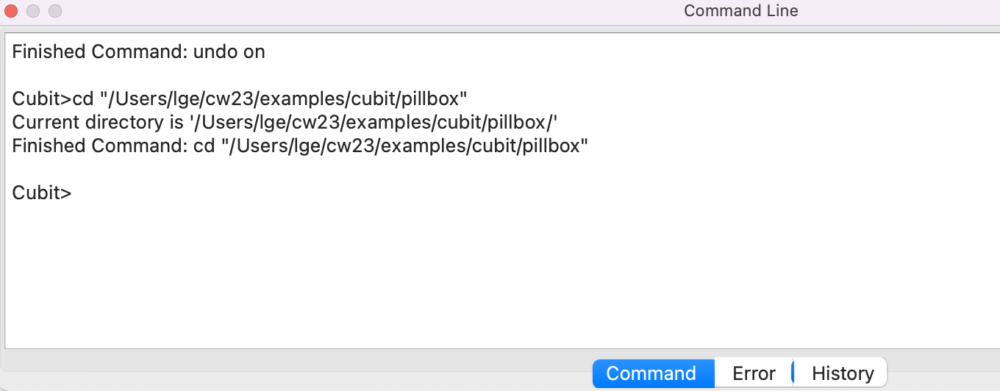 Command Line
Finished Command: undo on
Cubit>cd "/Users/lge/cw23/examples/cubit/pillbox"
Current directory is '/Users/lge/cw23/examples/cubit/pillbox/'
Finished Command: cd "/Users/lge/cw23/examples/cubit/pillbox"
Cubit>
Command Error History